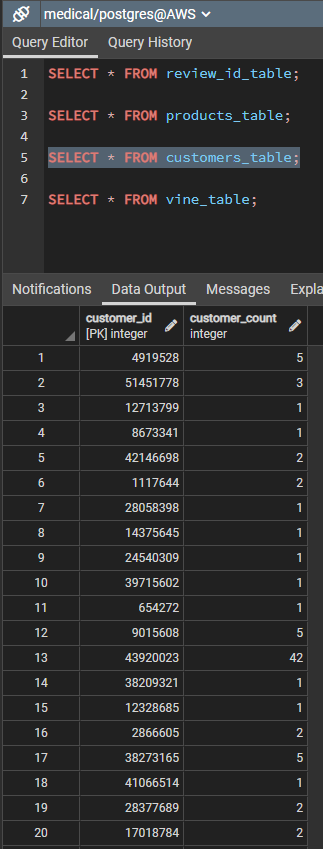 medical/postgres@AWS
Query Editor Query History
1 SELECT * FROM review_id_table;
2
3 SELECT * FROM products_table;
4
5 SELECT * FROM customers_table;
6
7 SELECT * FROM vine_table;
Notifications Data Output Messages Expla
customer_id customer_count
[PK] integer integer
1 4919528 5
2 51451778 3
3 12713799 1
4 8673341 1
5 42146698 2
6 1117644 2
7 28058398 1
8 14375645 1
9 24540309 1
10 39715602 1
11 654272 1
12 9015608 5
13 43920023 42
14 38209321 1
15 12328685 1
16 2866605 2
17 38273165 5
18 41066514 1
19 28377689 2
20 17018784 2